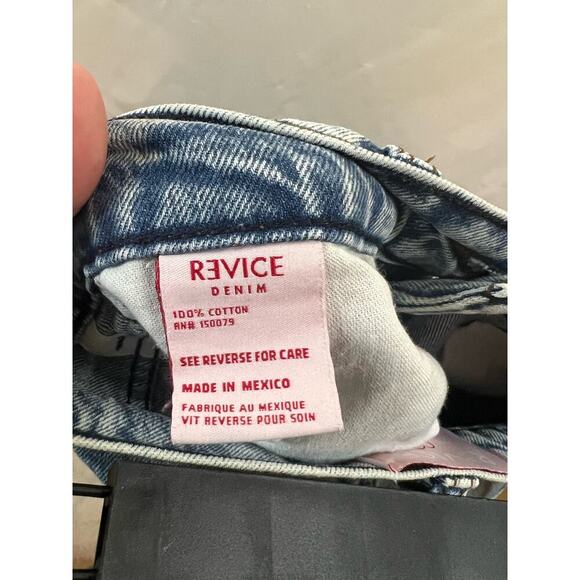 RƎVICE
DENIM
100% COTTON
RN# 150079
SEE REVERSE FOR CARE
MADE IN MEXICO
FABRIQUE AU MEXIQUE
VIT REVERSE POUR SOIN